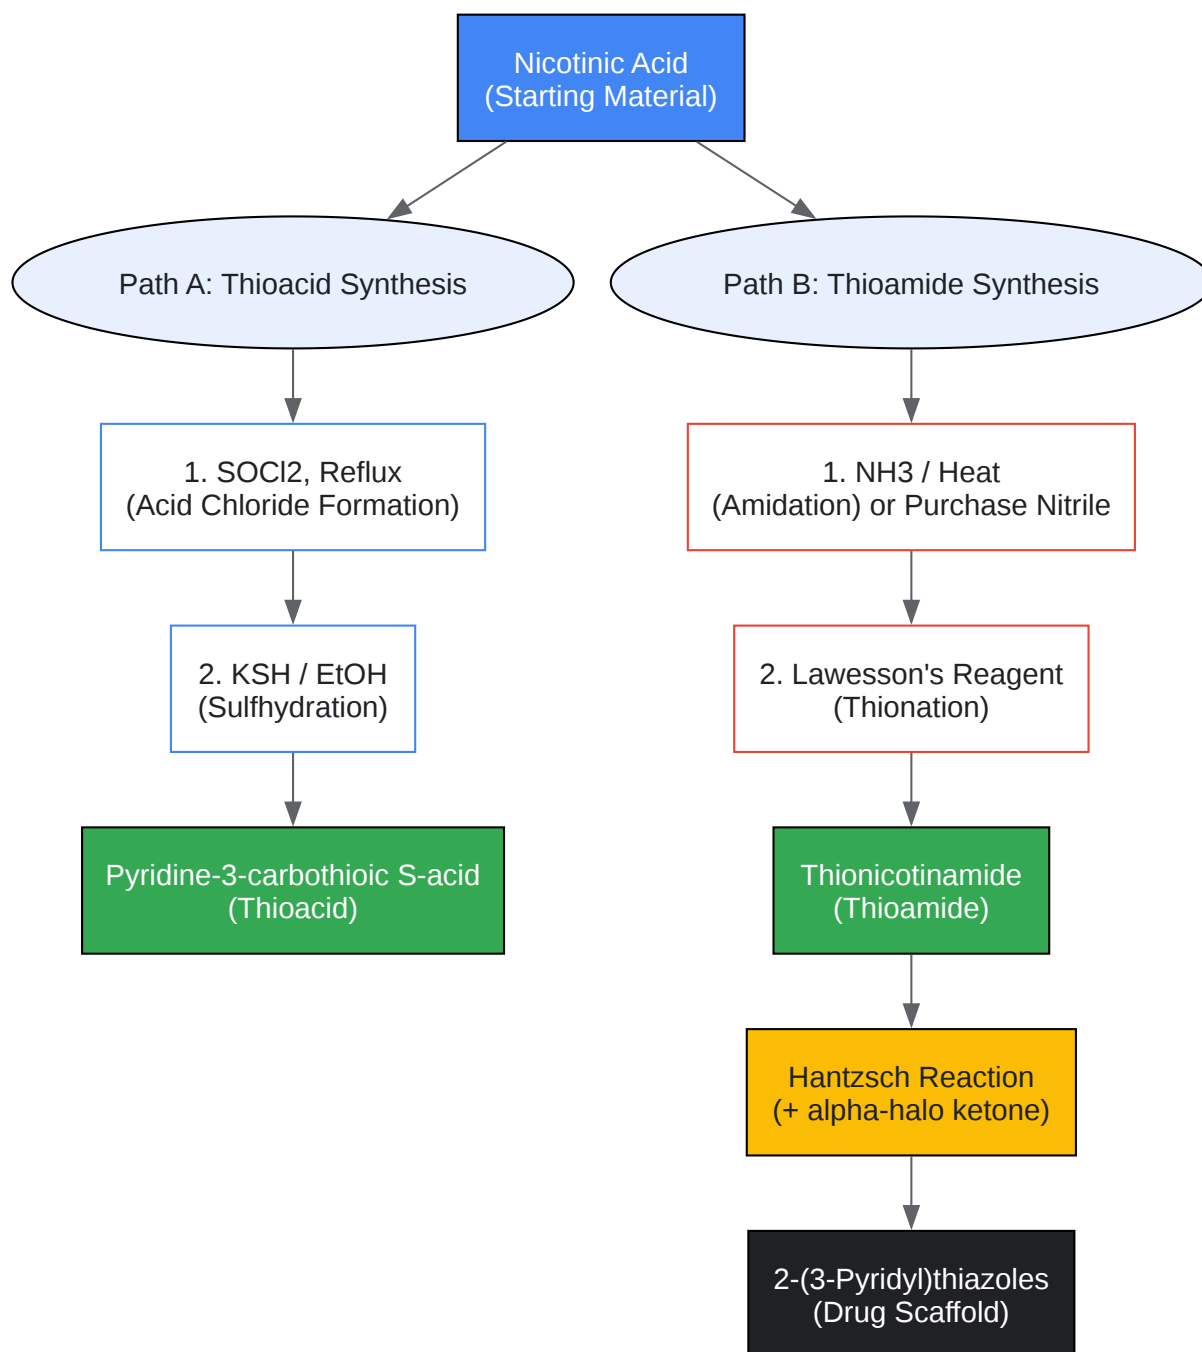 Nicotinic Acid
(Starting Material)
Path A: Thioacid Synthesis
Path B: Thioamide Synthesis
1. SOCl2, Reflux
(Acid Chloride Formation)
1. NH3 / Heat
(Amidation) or Purchase Nitrile
2. KSH / EtOH
(Sulfhydration)
2. Lawesson's Reagent
(Thionation)
Pyridine-3-carbothioic S-acid
(Thioacid)
Thionicotinamide
(Thioamide)
Hantzsch Reaction
(+ alpha-halo ketone)
2-(3-Pyridyl)thiazoles
(Drug Scaffold)